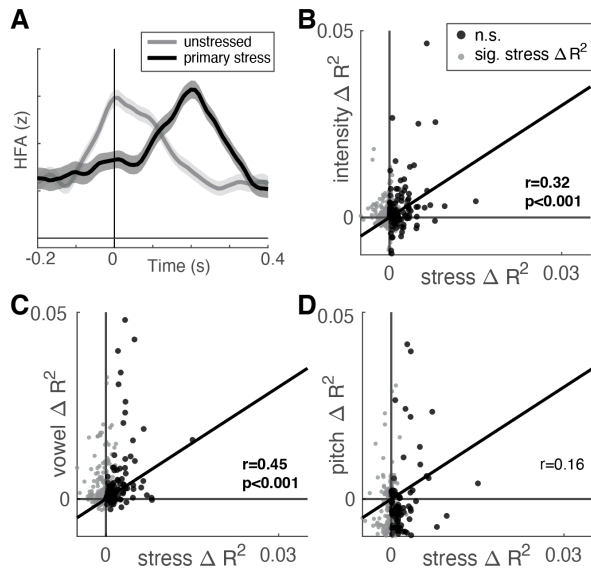 A
unstressed
primary stress
HFA (z)
-0.2
0
0.4
Time (s)
B
0.05
n.s.
sig. stress Δ R²
intensity Δ R²
r=0.32
p<0.001
0
0
0.03
stress Δ R²
C
0.05
vowel Δ R²
r=0.45
p<0.001
0
0
0.03
stress Δ R²
D
0.05
pitch Δ R²
r=0.16
0
0
0.03
stress Δ R²